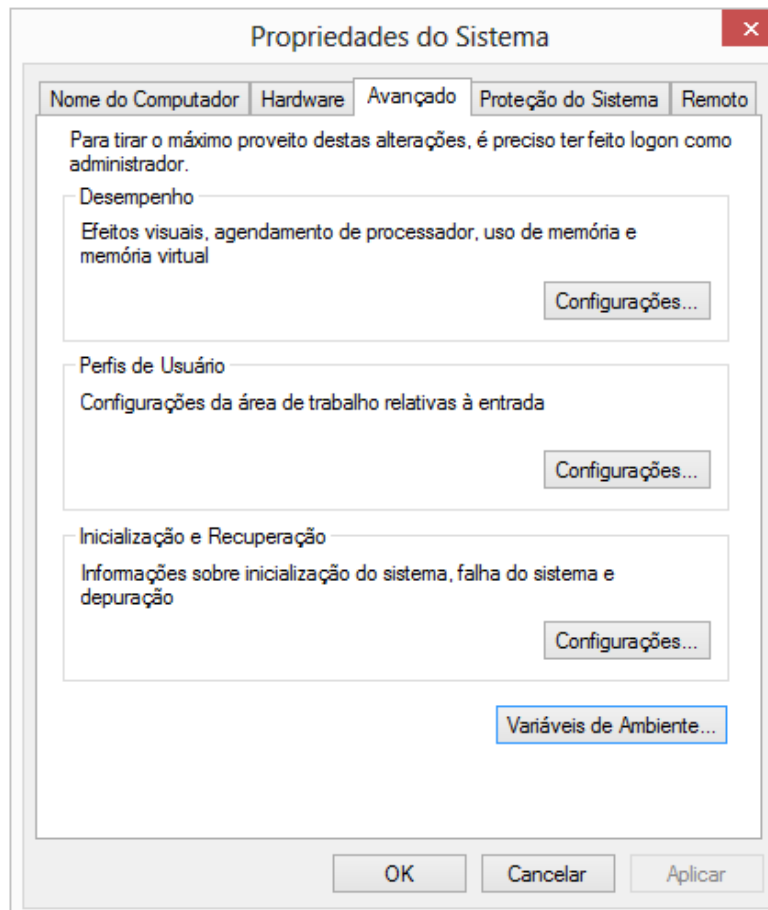 Propriedades do Sistema
Nome do Computador Hardware Avançado Proteção do Sistema Remoto
Para tirar o máximo proveito destas alterações, é preciso ter feito logon como
administrador.
Desempenho
Efeitos visuais, agendamento de processador, uso de memória e
memória virtual
Configurações...
Perfis de Usuário
Configurações da área de trabalho relativas à entrada
Configurações...
Inicialização e Recuperação
Informações sobre inicialização do sistema, falha do sistema e
depuração
Configurações...
Variáveis de Ambiente...
OK Cancelar Aplicar